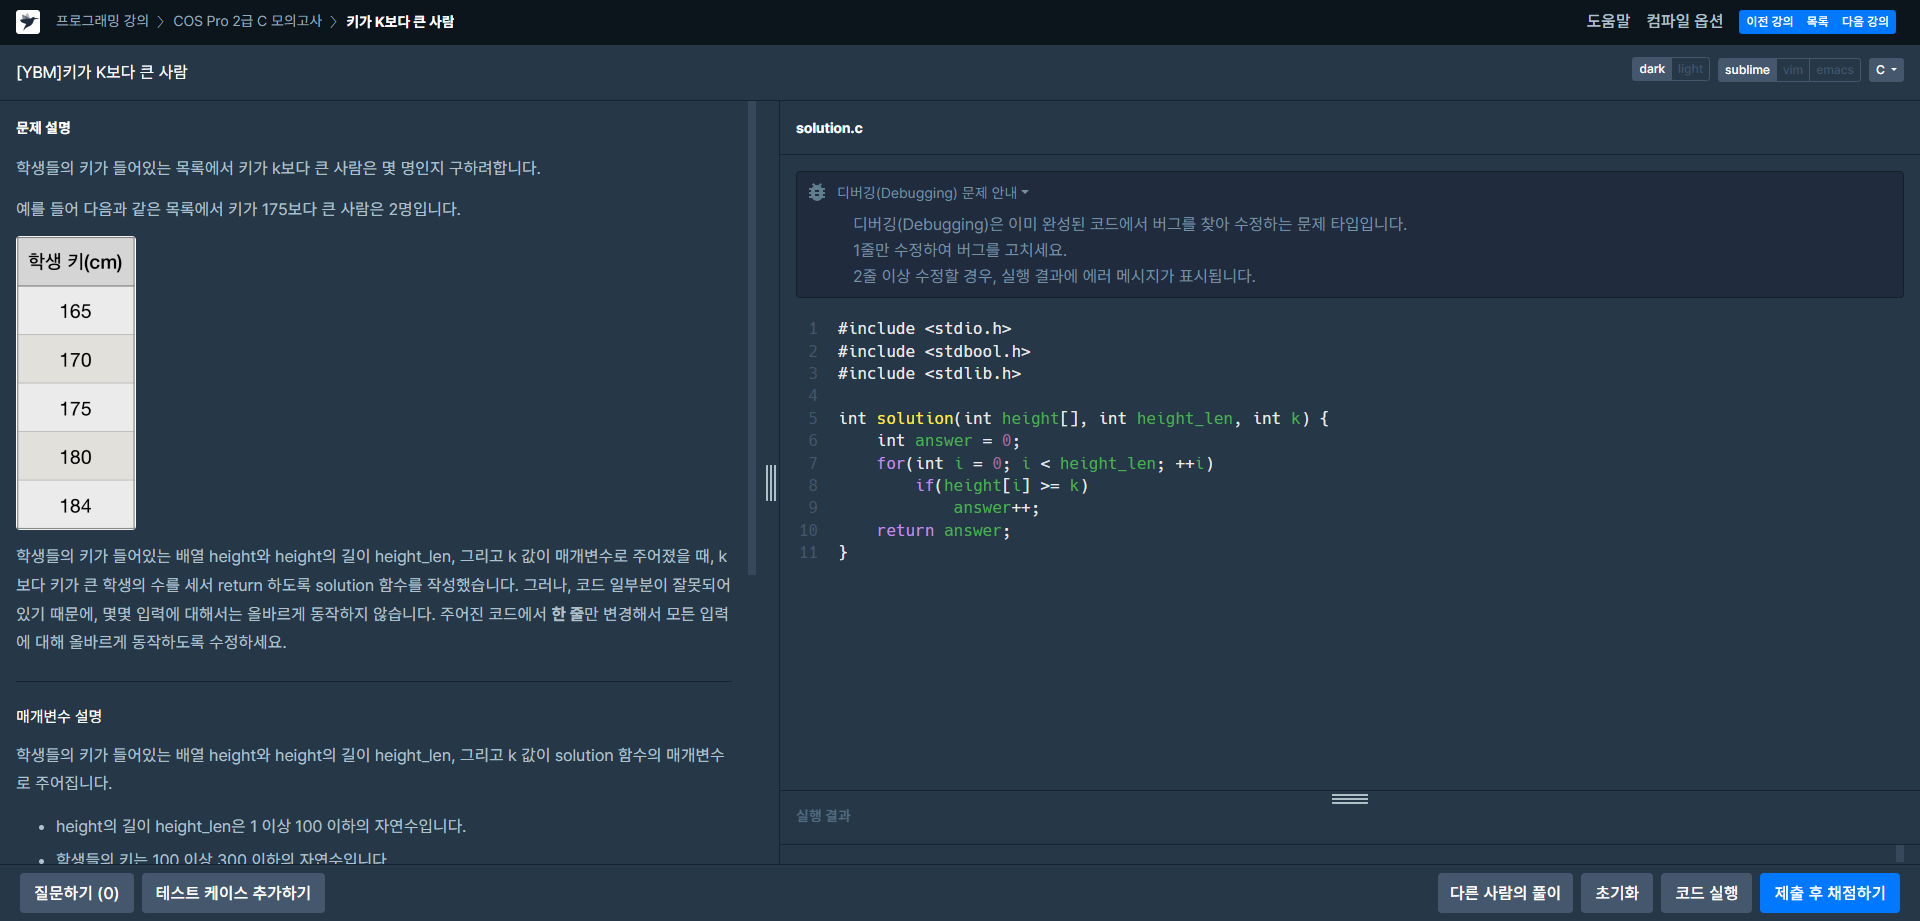 프로그래밍 강의 > COS Pro 2급 C 모의고사 > 키가 K보다 큰 사람
도움말 컴파일 옵션 이전 강의 목록 다음 강의
[YBM]키가 K보다 큰 사람
dark light sublime vim emacs C
문제 설명
학생들의 키가 들어있는 목록에서 키가 k보다 큰 사람은 몇 명인지 구하려합니다.
예를 들어 다음과 같은 목록에서 키가 175보다 큰 사람은 2명입니다.
학생 키(cm)
165
170
175
180
184
학생들의 키가 들어있는 배열 height와 height의 길이 height_len, 그리고 k 값이 매개변수로 주어졌을 때, k
보다 키가 큰 학생의 수를 세서 return 하도록 solution 함수를 작성했습니다. 그러나, 코드 일부분이 잘못되어
있기 때문에, 몇몇 입력에 대해서는 올바르게 동작하지 않습니다. 주어진 코드에서 한 줄만 변경해서 모든 입력
에 대해 올바르게 동작하도록 수정하세요.
매개변수 설명
학생들의 키가 들어있는 배열 height와 height의 길이 height_len, 그리고 k 값이 solution 함수의 매개변수
로 주어집니다.
• height의 길이 height_len은 1 이상 100 이하의 자연수입니다.
• 학생들의 키는 100 이상 300 이하의 자연수입니다
solution.c
디버깅(Debugging) 문제 안내
디버깅(Debugging)은 이미 완성된 코드에서 버그를 찾아 수정하는 문제 타입입니다.
1줄만 수정하여 버그를 고치세요.
2줄 이상 수정할 경우, 실행 결과에 에러 메시지가 표시됩니다.
1 #include <stdio.h>
2 #include <stdbool.h>
3 #include <stdlib.h>
4
5 int solution(int height[], int height_len, int k) {
6     int answer = 0;
7     for(int i = 0; i < height_len; ++i)
8         if(height[i] >= k)
9             answer++;
10     return answer;
11 }
실행 결과
질문하기 (0) 테스트 케이스 추가하기 다른 사람의 풀이 초기화 코드 실행 제출 후 채점하기